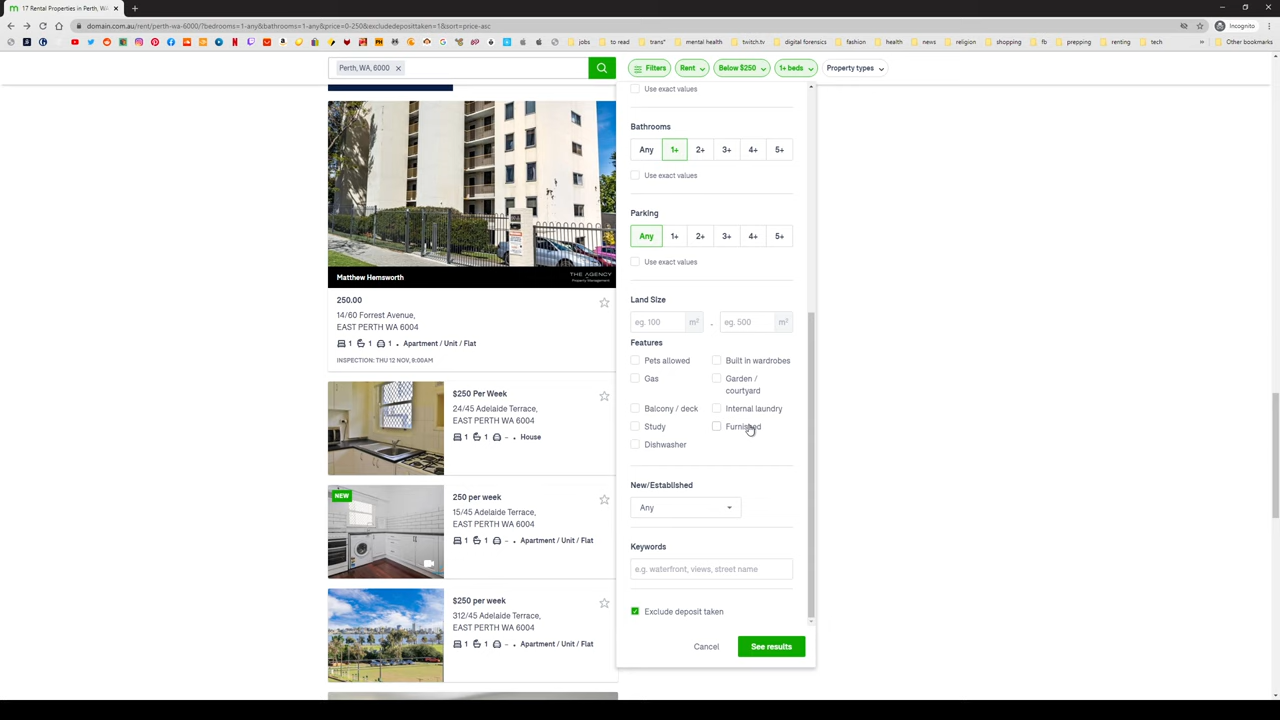 17 Rental Properties in Perth, WA,
domain.com.au/rent/perth-wa-6000/?bedrooms=1-any&bathrooms=1-any&price=0-250&excludedeposittaken=1&sort=price-asc
Incognito
jobs
to read
trans*
mental health
twitch.tv
digital forensics
fashion
health
news
religion
shopping
fb
prepping
renting
tech
»
Other bookmarks
Perth, WA, 6000
Filters
Rent
Below $250
1+ beds
Property types
Use exact values
Bathrooms
Any 1+ 2+ 3+ 4+ 5+
Use exact values
Parking
Any 1+ 2+ 3+ 4+ 5+
Use exact values
Land Size
eg. 100 m² - eg. 500 m²
Features
Pets allowed
Built in wardrobes
Gas
Garden /
courtyard
Balcony / deck
Internal laundry
Study
Furnished
Dishwasher
New/Established
Any
Keywords
e.g. waterfront, views, street name
Exclude deposit taken
Cancel
See results
Matthew Hemsworth
THE AGENCY
Property Management
250.00
14/60 Forrest Avenue,
EAST PERTH WA 6004
1 1 1 • Apartment / Unit / Flat
INSPECTION: THU 12 NOV, 9:00AM
$250 Per Week
24/45 Adelaide Terrace,
EAST PERTH WA 6004
1 1 – • House
NEW
250 per week
15/45 Adelaide Terrace,
EAST PERTH WA 6004
1 1 – • Apartment / Unit / Flat
$250 per week
312/45 Adelaide Terrace,
EAST PERTH WA 6004
1 1 – • Apartment / Unit / Flat